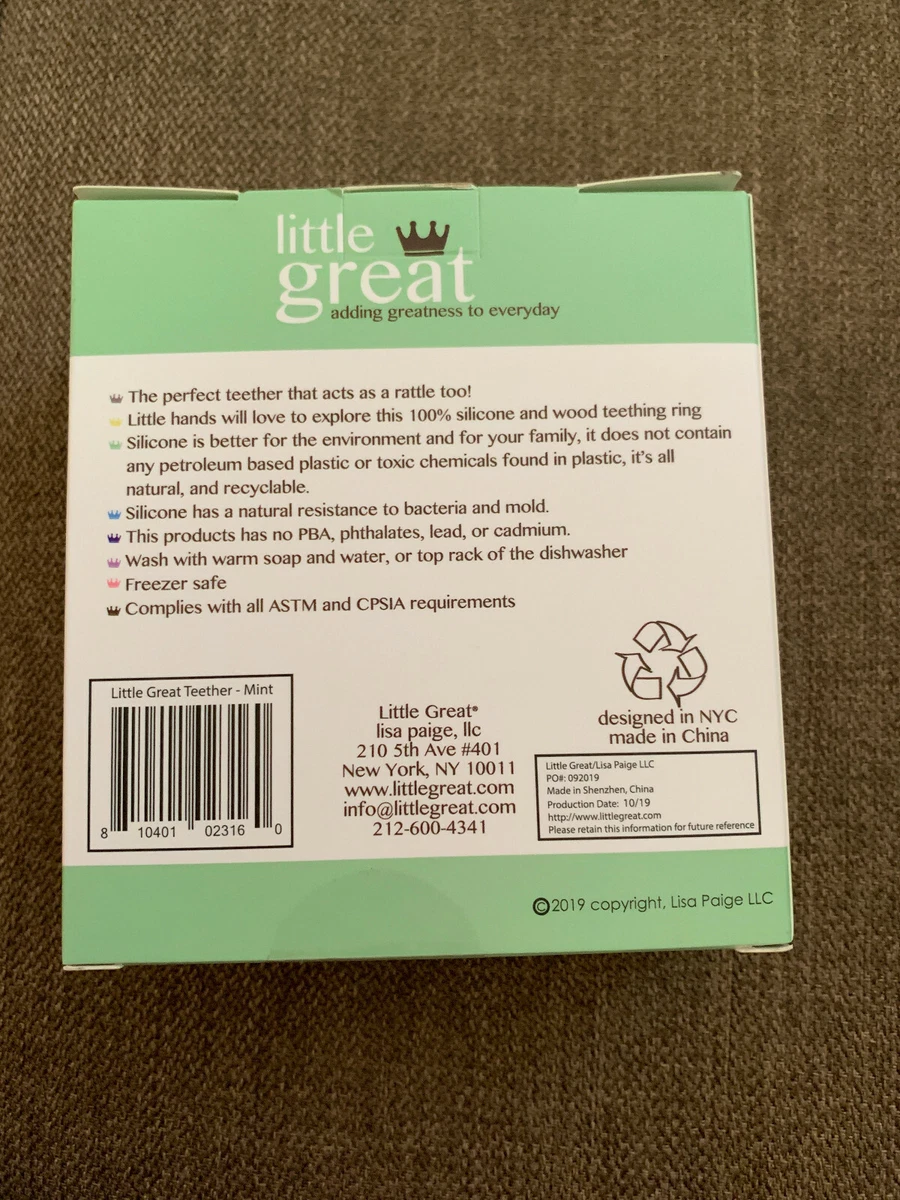 little
great
adding greatness to everyday
The perfect teether that acts as a rattle too!
Little hands will love to explore this 100% silicone and wood teething ring
Silicone is better for the environment and for your family, it does not contain
any petroleum based plastic or toxic chemicals found in plastic, it's all
natural, and recyclable.
Silicone has a natural resistance to bacteria and mold.
This products has no PBA, phthalates, lead, or cadmium.
Wash with warm soap and water, or top rack of the dishwasher
Freezer safe
Complies with all ASTM and CPSIA requirements
Little Great Teether - Mint
8 10401 02316 0
Little Great®
lisa paige, llc
210 5th Ave #401
New York, NY 10011
www.littlegreat.com
info@littlegreat.com
212-600-4341
designed in NYC
made in China
Little Great/Lisa Paige LLC
PO#: 092019
Made in Shenzhen, China
Production Date: 10/19
http://www.littlegreat.com
Please retain this information for future reference
©2019 copyright, Lisa Paige LLC